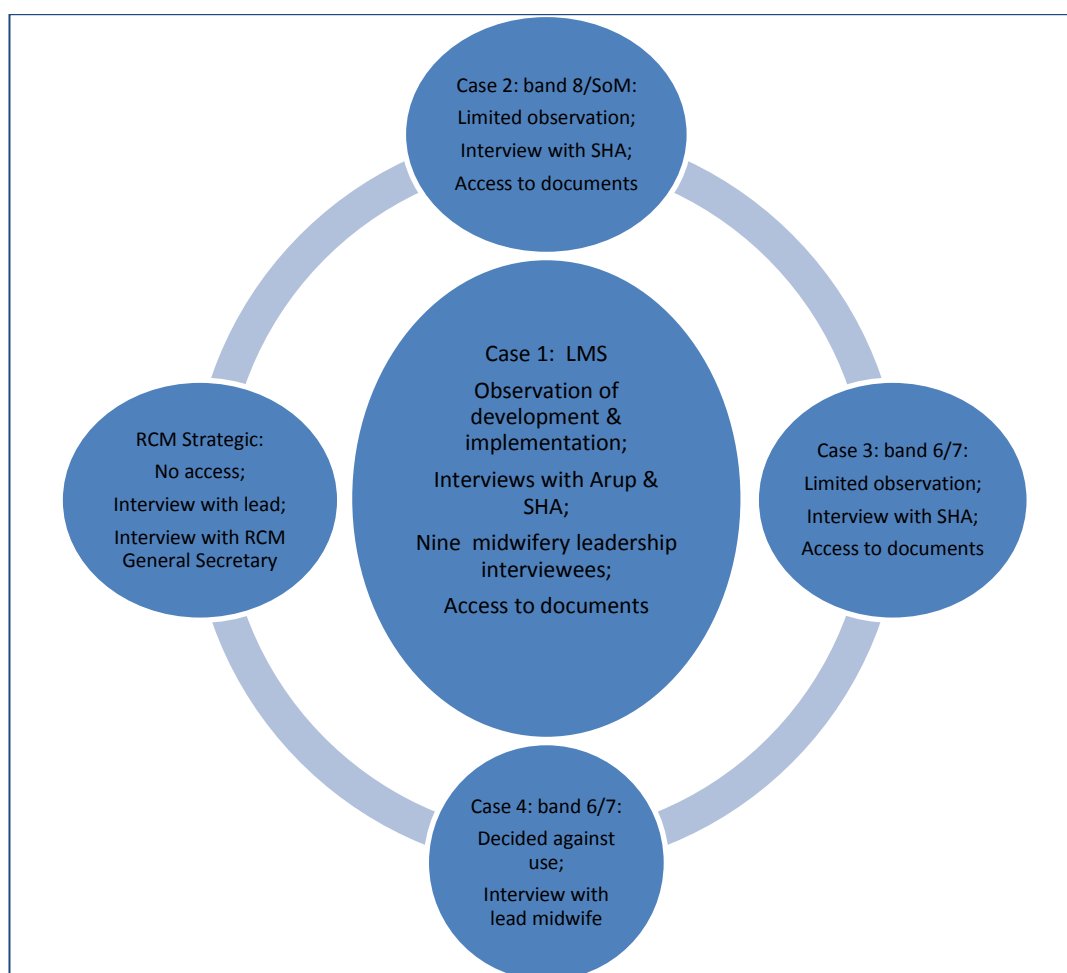 Case 2: band 8/SoM:
Limited observation;
Interview with SHA;
Access to documents
Case 1:  LMS
Observation of
development &
implementation;
Interviews with Arup &
SHA;
Nine  midwifery leadership
interviewees;
Access to documents
RCM Strategic:
No access;
Interview with lead;
Interview with RCM
General Secretary
Case 3: band 6/7:
Limited observation;
Interview with SHA;
Access to documents
Case 4: band 6/7:
Decided against
use;
Interview with
lead midwife